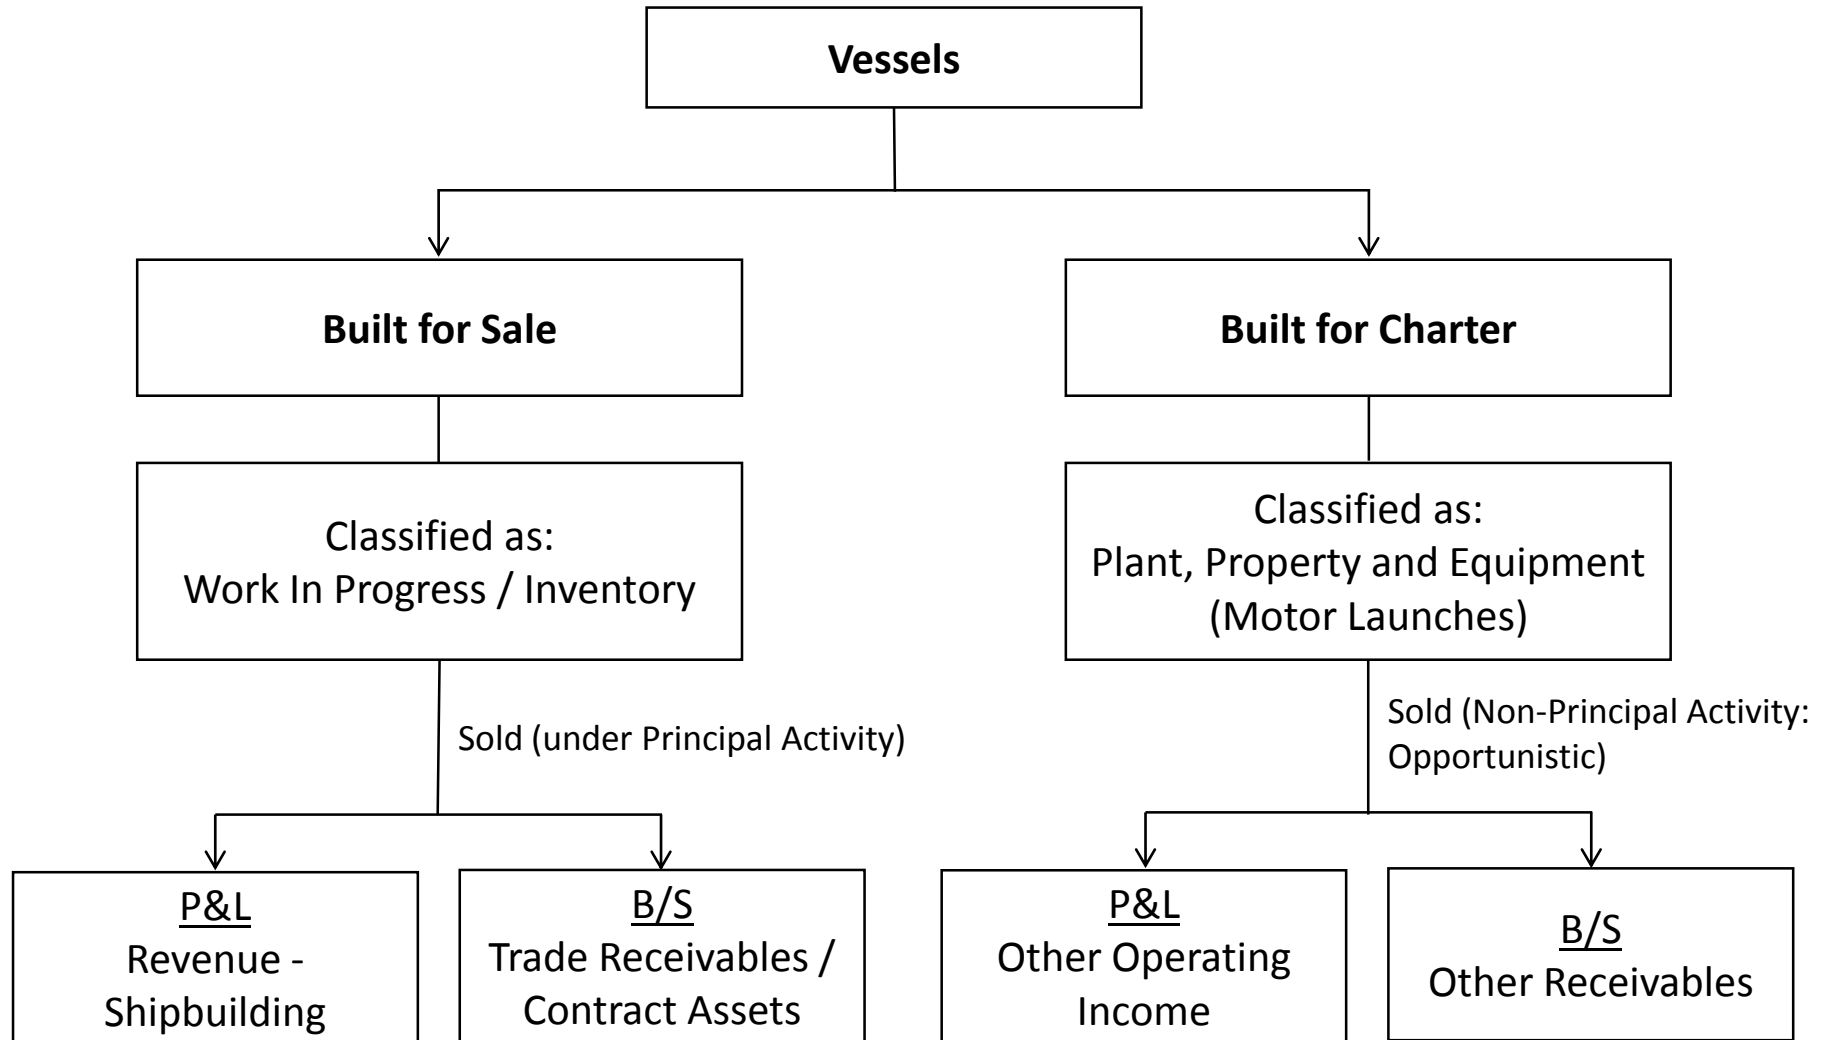 Vessels
Built for Sale
Built for Charter
Classified as:
Work In Progress / Inventory
Classified as:
Plant, Property and Equipment
(Motor Launches)
Sold (under Principal Activity)
Sold (Non-Principal Activity:
Opportunistic)
P&L
Revenue -
Shipbuilding
B/S
Trade Receivables /
Contract Assets
P&L
Other Operating
Income
B/S
Other Receivables